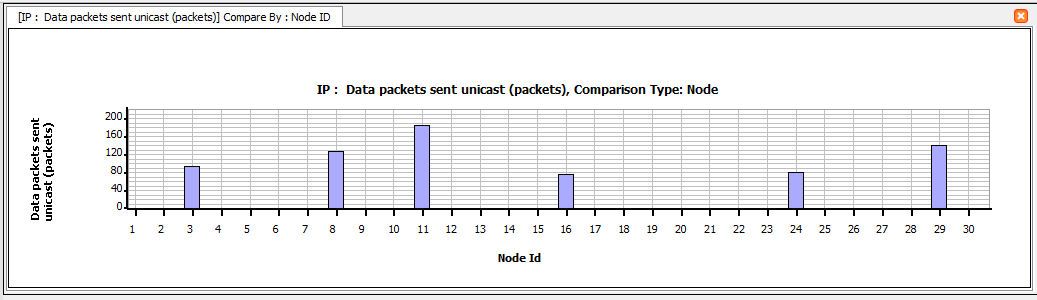 [IP : Data packets sent unicast (packets)] Compare By : Node ID
IP : Data packets sent unicast (packets), Comparison Type: Node
Data packets sent
unicast (packets)
200
160
120
80
40
0
1 2 3 4 5 6 7 8 9 10 11 12 13 14 15 16 17 18 19 20 21 22 23 24 25 26 27 28 29 30
Node Id